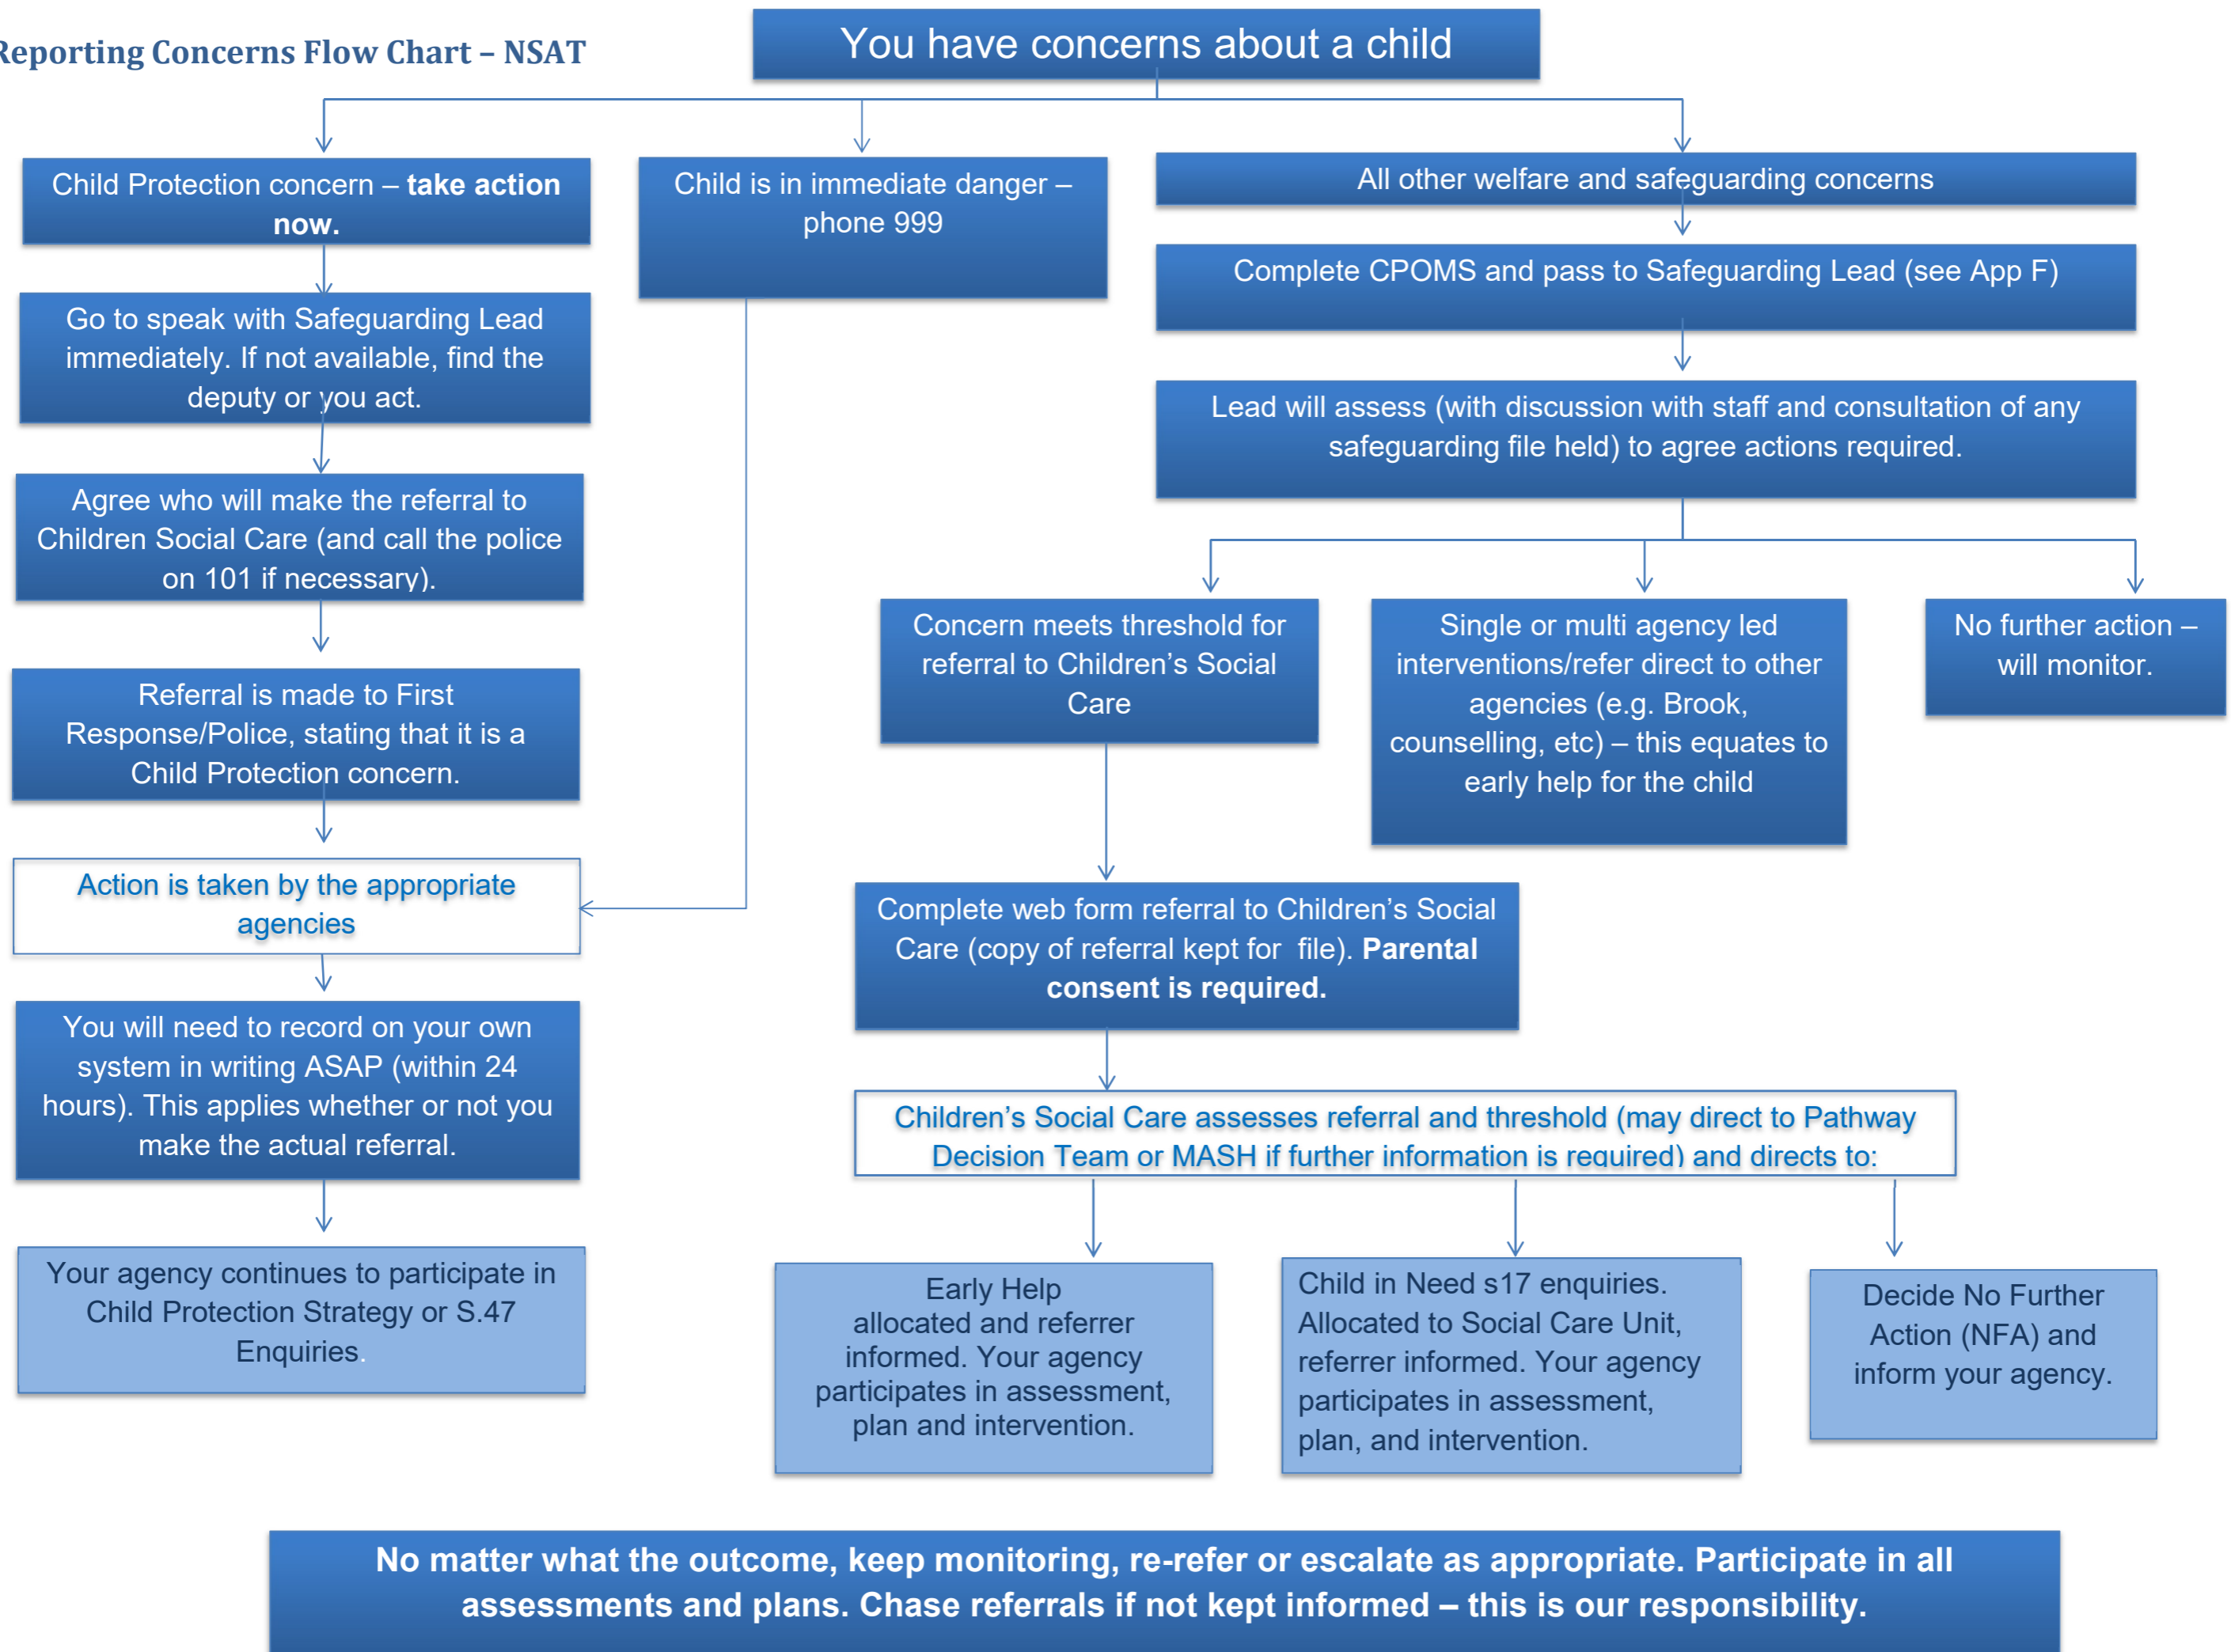 Reporting Concerns Flow Chart – NSAT
You have concerns about a child
Child Protection concern – take action
now.
Child is in immediate danger –
phone 999
All other welfare and safeguarding concerns
Go to speak with Safeguarding Lead
immediately. If not available, find the
deputy or you act.
Complete CPOMS and pass to Safeguarding Lead (see App F)
Lead will assess (with discussion with staff and consultation of any
safeguarding file held) to agree actions required.
Agree who will make the referral to
Children Social Care (and call the police
on 101 if necessary).
Concern meets threshold for
referral to Children’s Social
Care
Single or multi agency led
interventions/refer direct to other
agencies (e.g. Brook,
counselling, etc) – this equates to
early help for the child
No further action –
will monitor.
Referral is made to First
Response/Police, stating that it is a
Child Protection concern.
Action is taken by the appropriate
agencies
Complete web form referral to Children’s Social
Care (copy of referral kept for file). Parental
consent is required.
You will need to record on your own
system in writing ASAP (within 24
hours). This applies whether or not you
make the actual referral.
Children’s Social Care assesses referral and threshold (may direct to Pathway
Decision Team or MASH if further information is required) and directs to:
Your agency continues to participate in
Child Protection Strategy or S.47
Enquiries.
Early Help
allocated and referrer
informed. Your agency
participates in assessment,
plan and intervention.
Child in Need s17 enquiries.
Allocated to Social Care Unit,
referrer informed. Your agency
participates in assessment,
plan, and intervention.
Decide No Further
Action (NFA) and
inform your agency.
No matter what the outcome, keep monitoring, re-refer or escalate as appropriate. Participate in all
assessments and plans. Chase referrals if not kept informed – this is our responsibility.